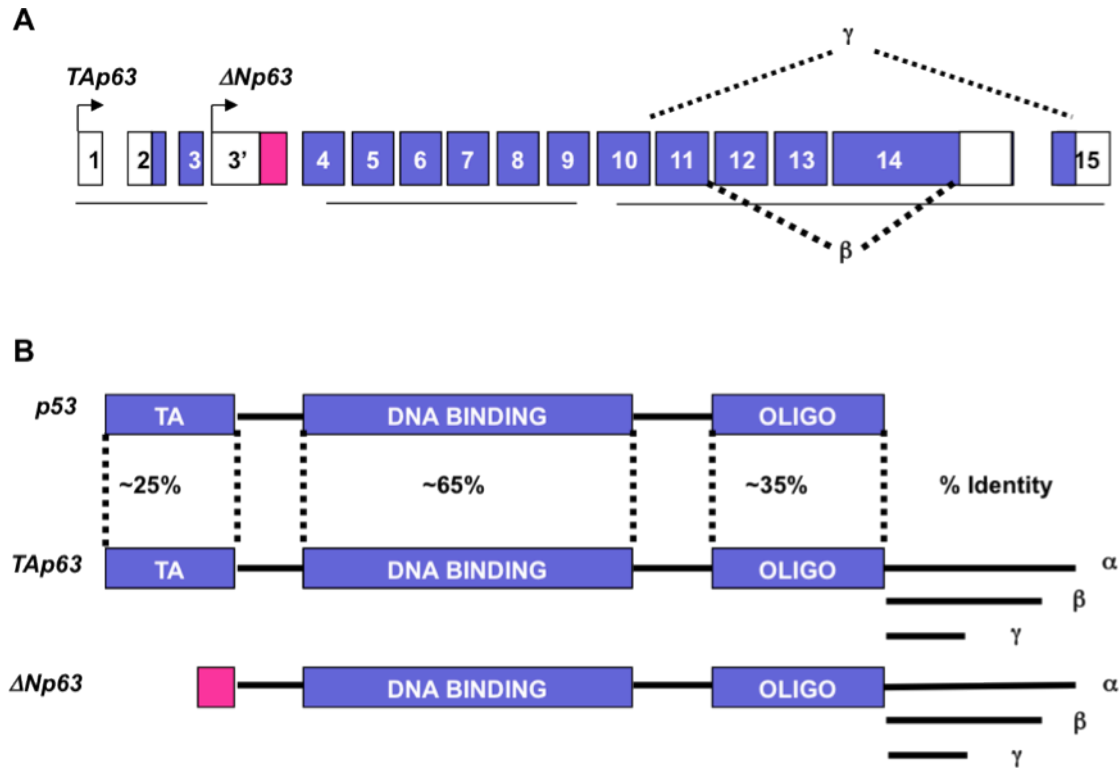 A
γ
TAp63 ΔNp63
1 2 3 3' 4 5 6 7 8 9 10 11 12 13 14 15
β
B
p53 TA DNA BINDING OLIGO
~25% ~65% ~35% % Identity
TAp63 TA DNA BINDING OLIGO α
β
γ
ΔNp63 DNA BINDING OLIGO α
β
γ